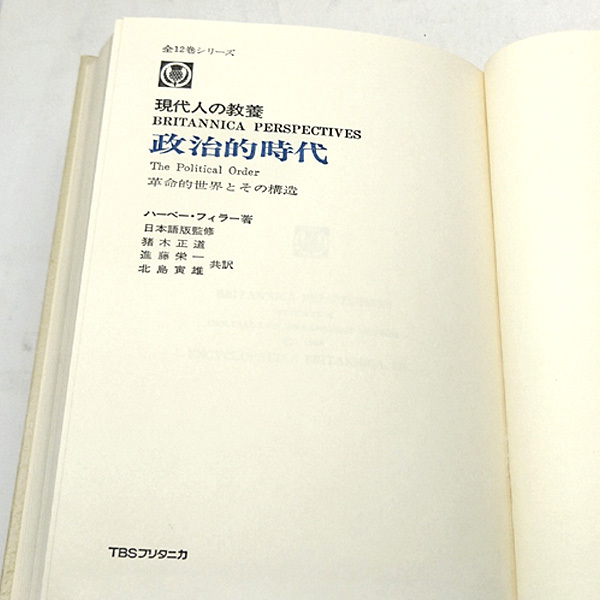 全12巻シリーズ
現代人の教養
BRITANNICA PERSPECTIVES
政治的時代
The Political Order
革命的世界とその構造
ハーベー・フィラー著
日本語版監修
猪木正道
進藤栄一
北島寅雄 共訳
TBSブリタニカ